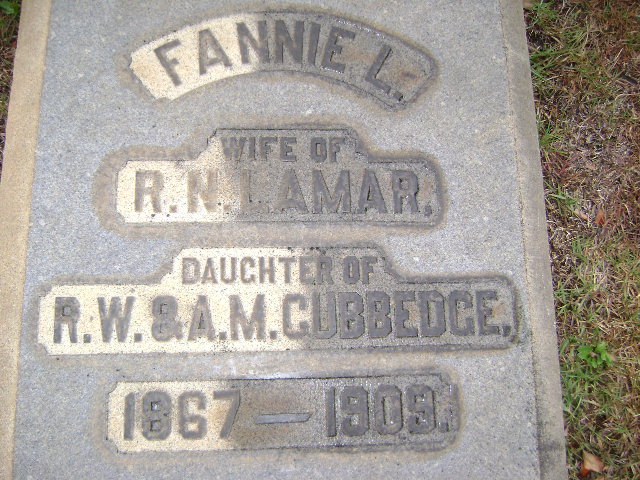 FANNIE L.
WIFE OF
R. N. LAMAR,
DAUGHTER OF
R. W. & A. M. CUBBEDGE,
1867 — 1909.